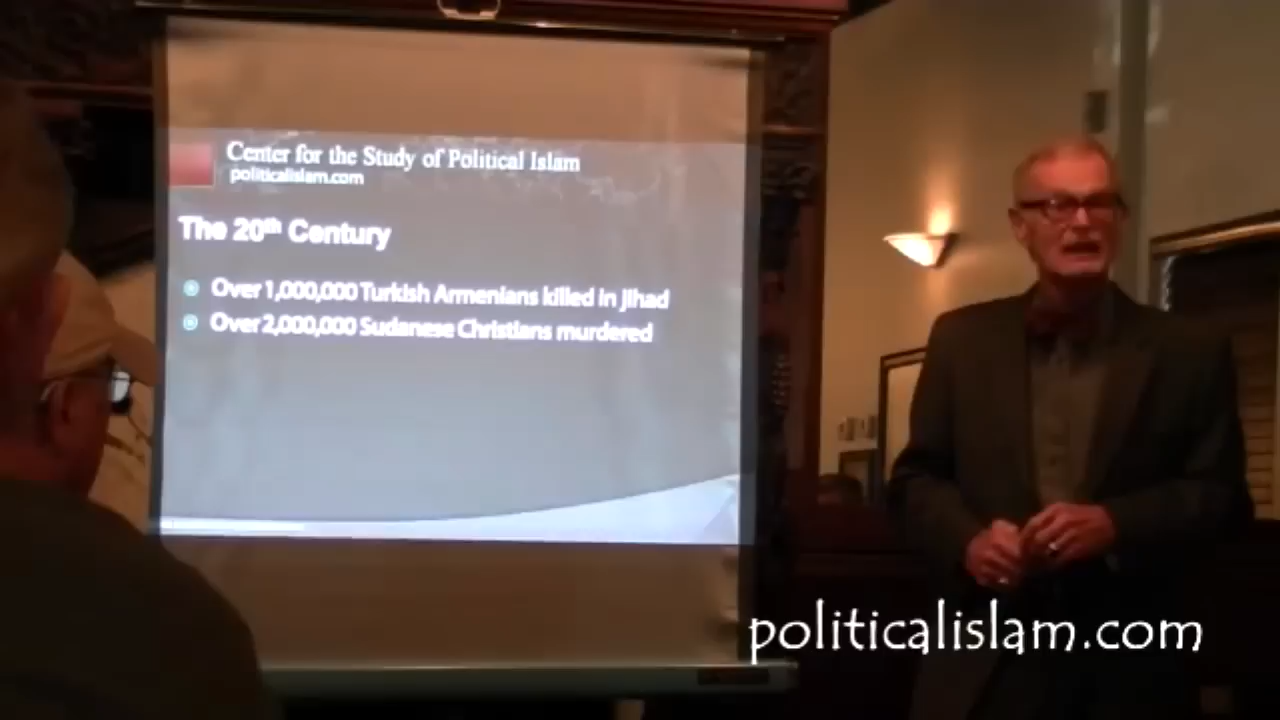 Center for the Study of Political Islam
politicalislam.com
The 20th Century
Over 1,000,000 Turkish Armenians killed in Jihad
Over 2,000,000 Sudanese Christians murdered
politicalislam.com